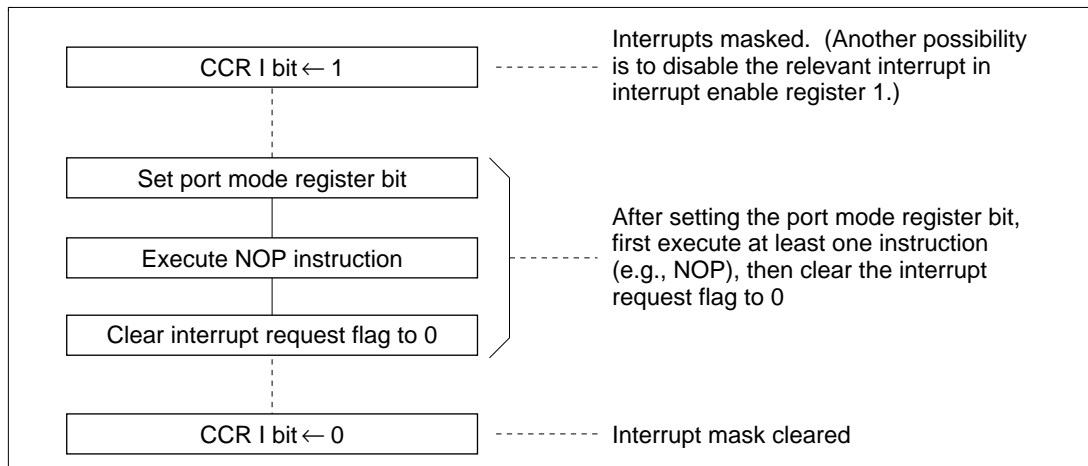 CCR I bit ← 1
Interrupts masked. (Another possibility
is to disable the relevant interrupt in
interrupt enable register 1.)
Set port mode register bit
Execute NOP instruction
Clear interrupt request flag to 0
After setting the port mode register bit,
first execute at least one instruction
(e.g., NOP), then clear the interrupt
request flag to 0
CCR I bit ← 0
Interrupt mask cleared